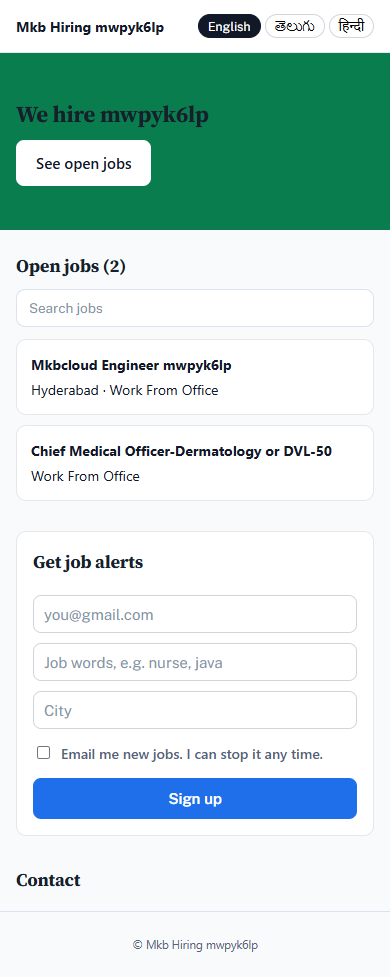 Mkb Hiring mwpyk6lp
English
తెలుగు
हिन्दी
We hire mwpyk6lp
See open jobs
Open jobs (2)
Search jobs
Mkbcloud Engineer mwpyk6lp
Hyderabad · Work From Office
Chief Medical Officer-Dermatology or DVL-50
Work From Office
Get job alerts
you@gmail.com
Job words, e.g. nurse, java
City
Email me new jobs. I can stop it any time.
Sign up
Contact
© Mkb Hiring mwpyk6lp